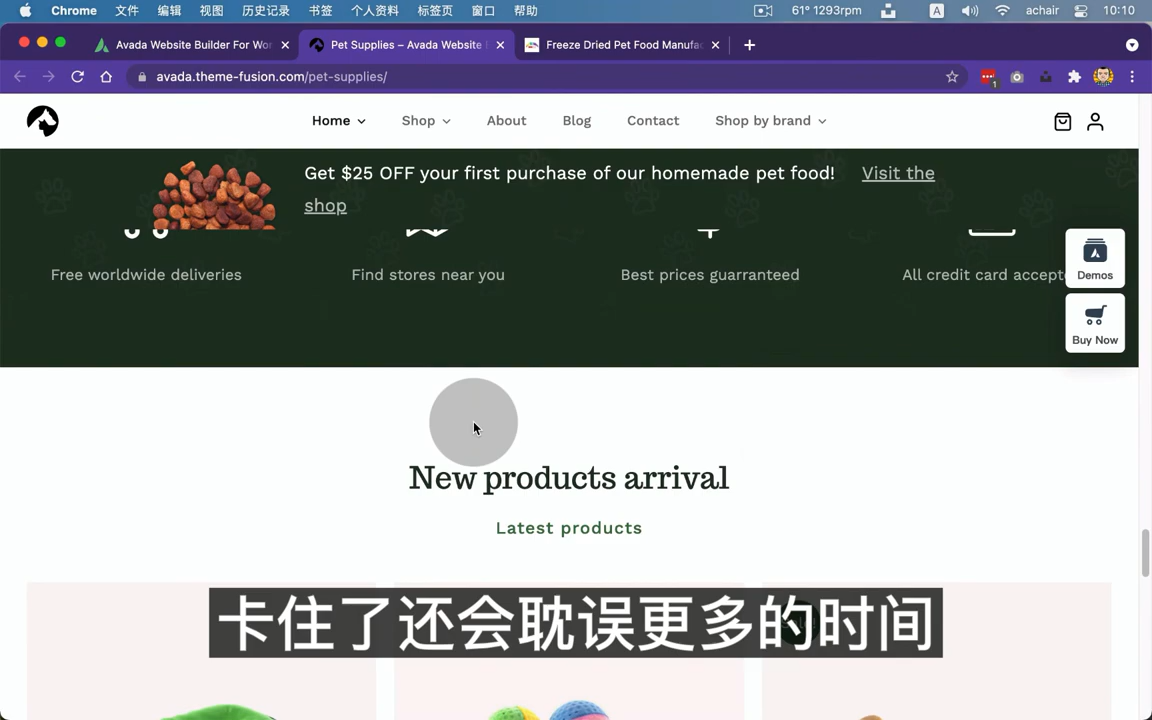 Chrome 文件 编辑 视图 历史记录 书签 个人资料 标签页 窗口 帮助 61° 1293rpm A achair 10:10
Avada Website Builder For Wor Pet Supplies – Avada Website Freeze Dried Pet Food Manufa
avada.theme-fusion.com/pet-supplies/ 1
Home Shop About Blog Contact Shop by brand
Get $25 OFF your first purchase of our homemade pet food! Visit the
shop
Free worldwide deliveries Find stores near you Best prices guarranteed All credit card accepte
Demos
Buy Now
New products arrival
Latest products
卡住了还会耽误更多的时间